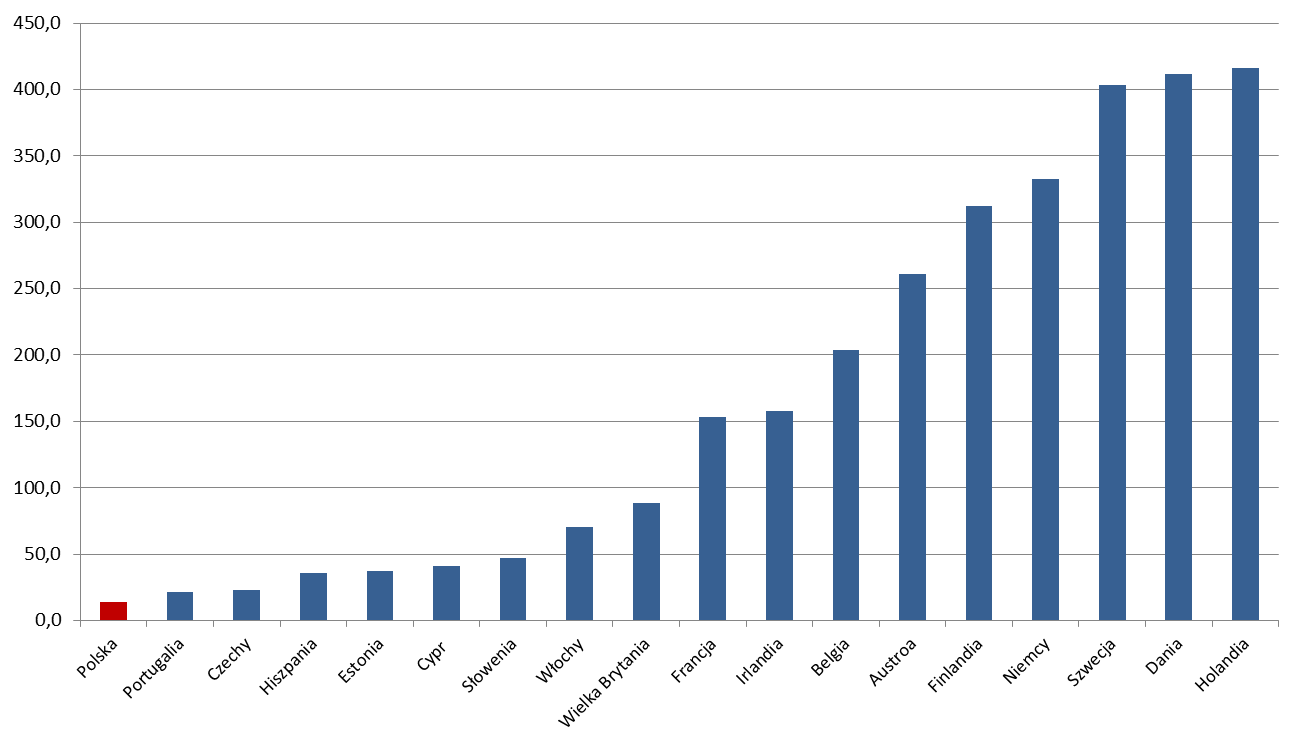 450,0
400,0
350,0
300,0
250,0
200,0
150,0
100,0
50,0
0,0
Polska
Portugalia
Czechy
Hiszpania
Estonia
Cypr
Słowenia
Włochy
Wielka Brytania
Francja
Irlandia
Belgia
Austroa
Finlandia
Niemcy
Szwecja
Dania
Holandia